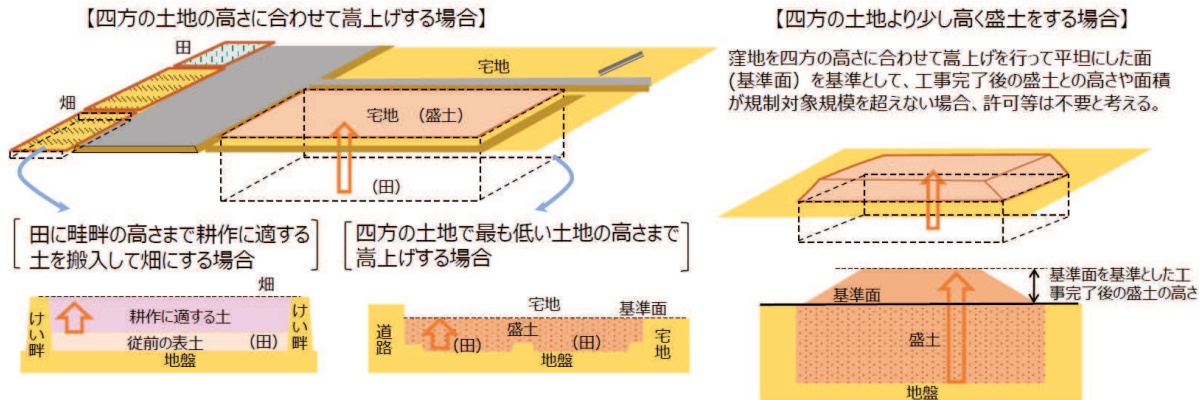 【四方の土地の高さに合わせて嵩上げする場合】
田
畑
宅地
宅地 (盛土)
(田)
田に畦畔の高さまで耕作に適する
土を搬入して畑にする場合
四方の土地で最も低い土地の高さまで
嵩上げする場合
畑
けい畔
耕作に適する土
従前の表土 (田)
地盤
けい畔
宅地
基準面
道路
盛土
(田)
(田)
宅地
地盤
【四方の土地より少し高く盛土をする場合】
窪地を四方の高さに合わせて嵩上げを行って平坦にした面
(基準面) を基準として、工事完了後の盛土との高さや面積
が規制対象規模を超えない場合、許可等は不要と考える。
基準面
基準面を基準とした工
事完了後の盛土の高さ
盛土
地盤